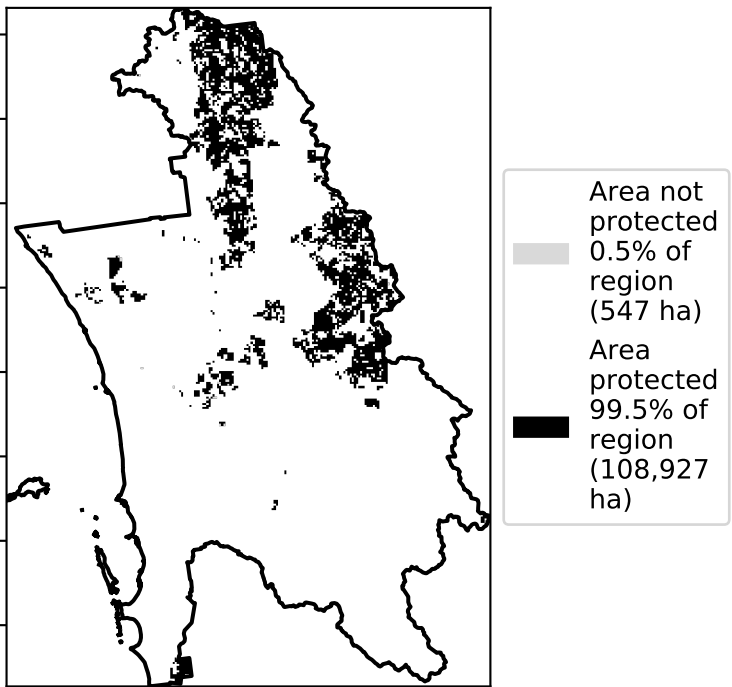 Area not
protected
0.5% of
region
(547 ha)
Area
protected
99.5% of
region
(108,927
ha)